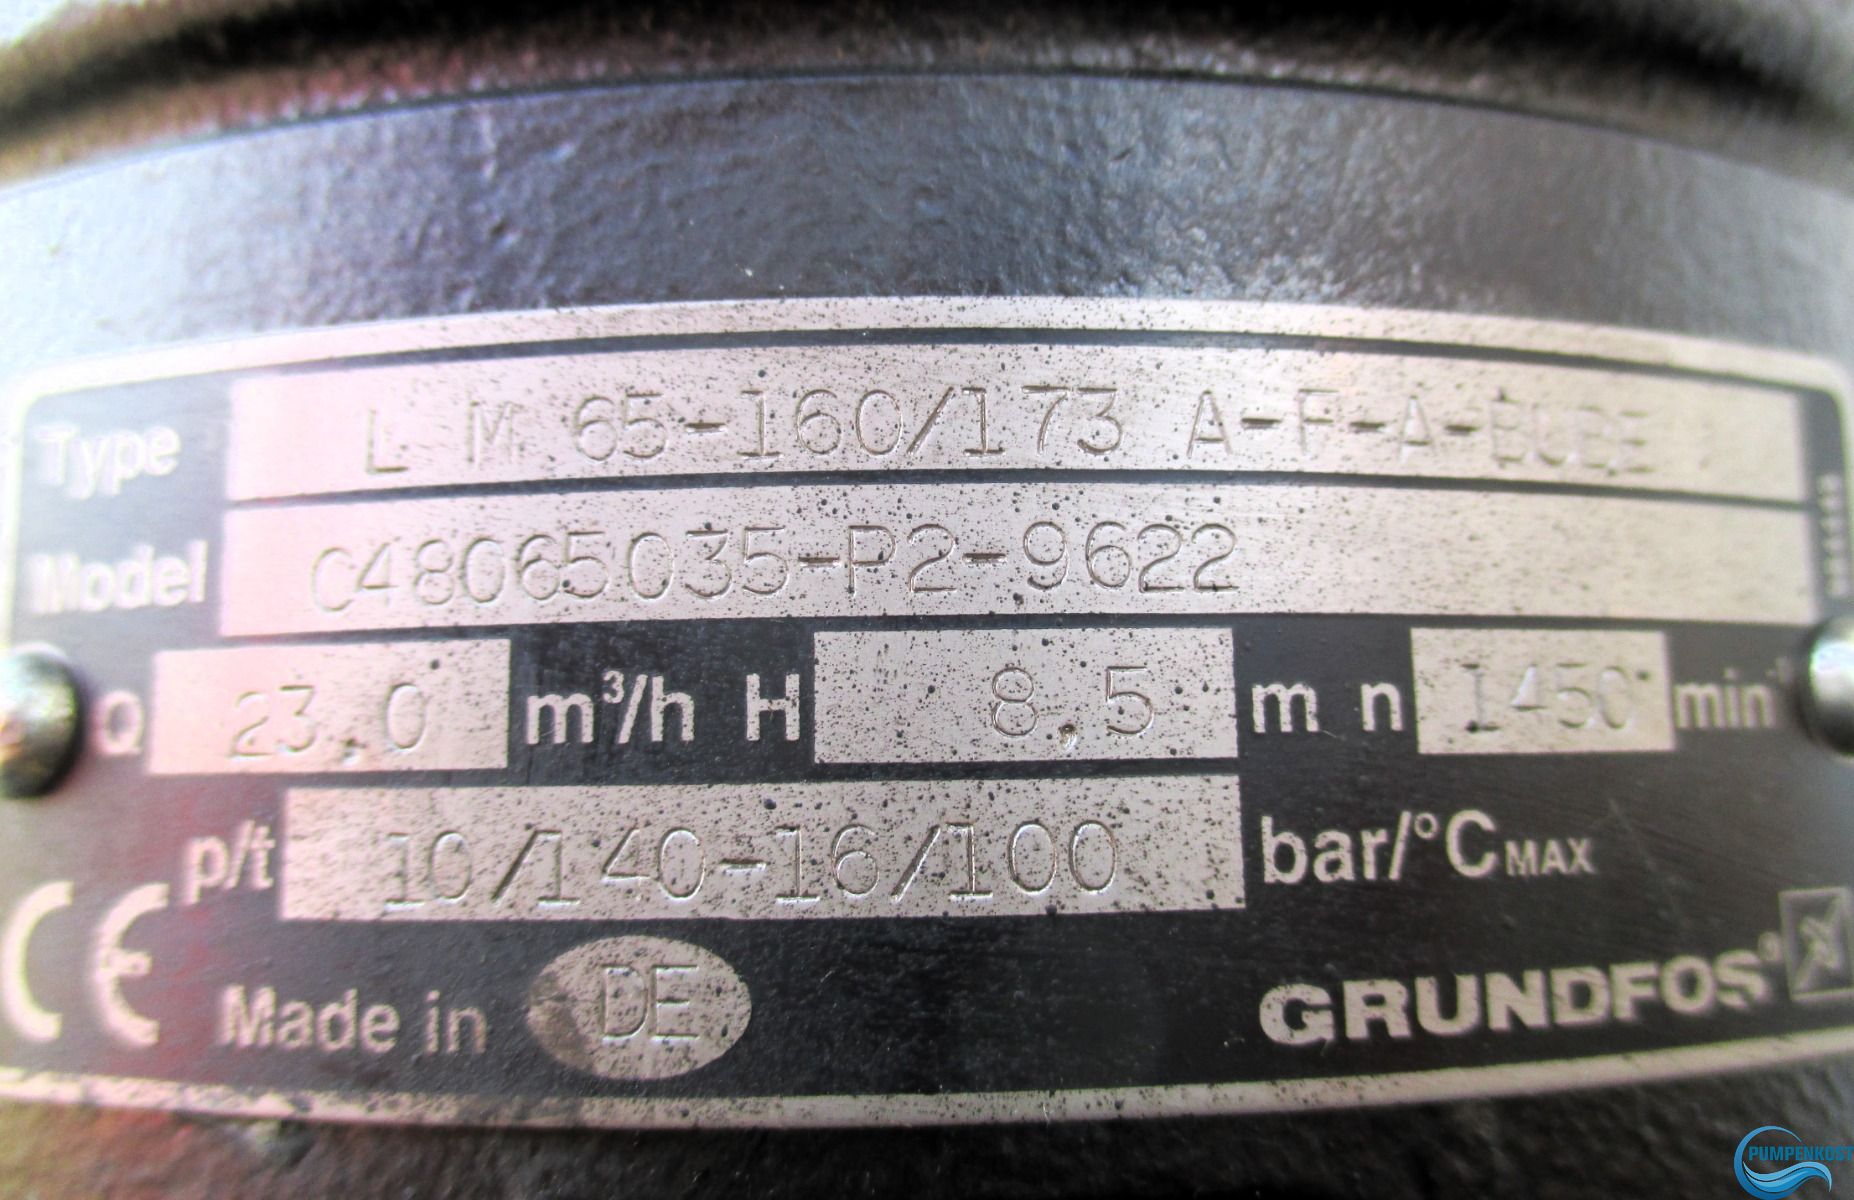 Type L M 65-160/173 A-F-A-BUBE
Model C48065035-P2-9622
Q 23.0 m³/h H 8,5 m n 1450 min⁻¹
p/t 10/140-16/100 bar/°C MAX
CE Made in DE GRUNDFOS
PUMPENKOST